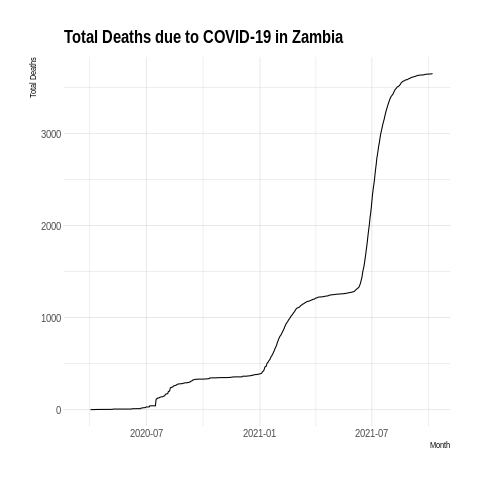 Total Deaths due to COVID-19 in Zambia
Total Deaths
3000
2000
1000
0
2020-07
2021-01
2021-07
Month